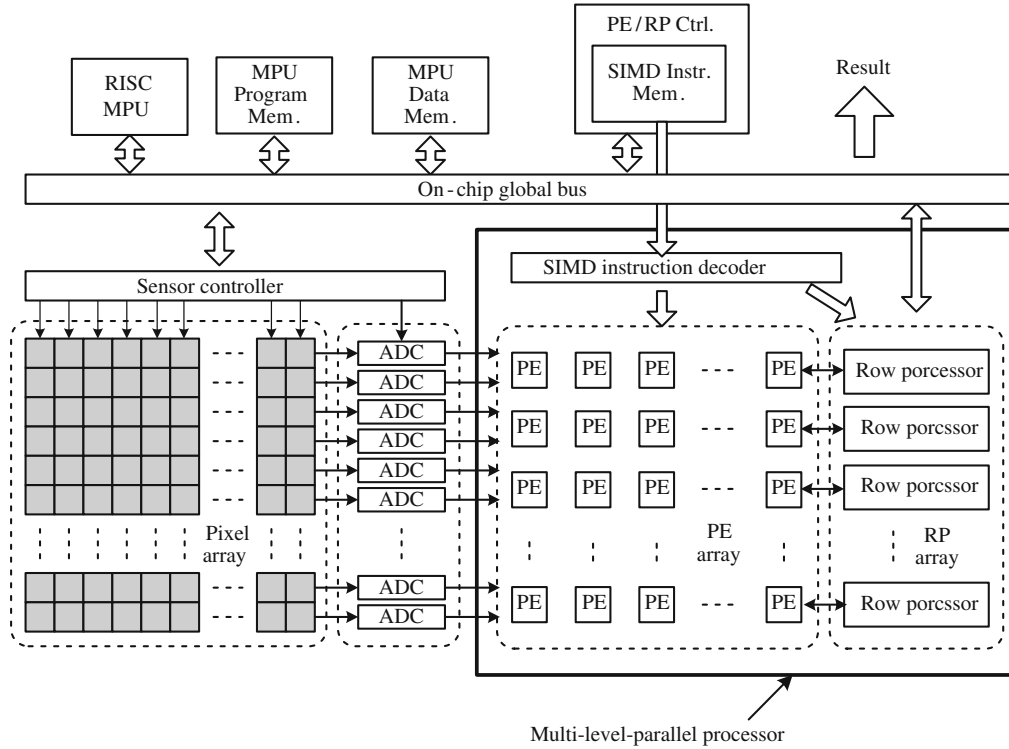 PE/RP Ctrl.
RISC
MPU
MPU
Program
Mem.
MPU
Data
Mem.
SIMD Instr.
Mem.
Result
On-chip global bus
Sensor controller
SIMD instruction decoder
ADC
ADC
ADC
ADC
ADC
ADC
ADC
ADC
Pixel
array
PE PE PE PE
PE PE PE PE
PE PE PE PE
PE PE PE PE
PE
array
Row porcessor
Row porcssor
Row porcssor
RP
array
Row porcssor
Multi-level-parallel processor